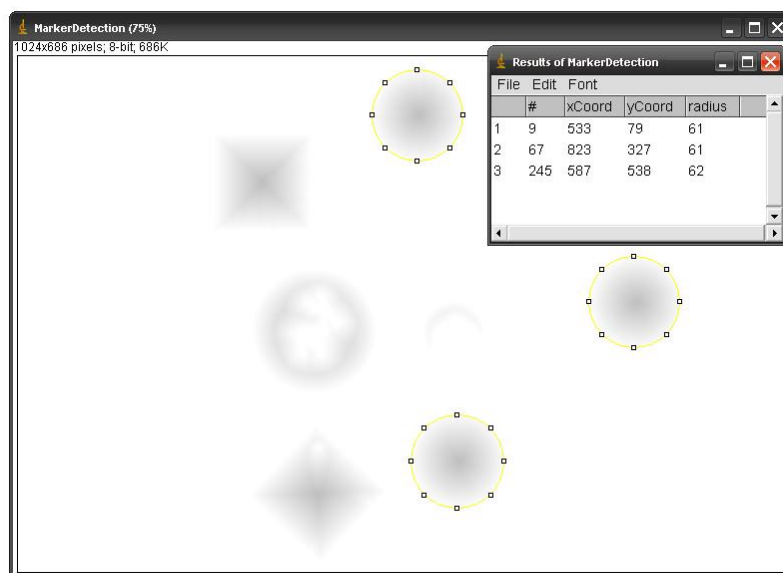 MarkerDetection (75%)
1024x686 pixels; 8-bit; 686K
Results of MarkerDetection
File Edit Font
# xCoord yCoord radius
1 9 533 79 61
2 67 823 327 61
3 245 587 538 62